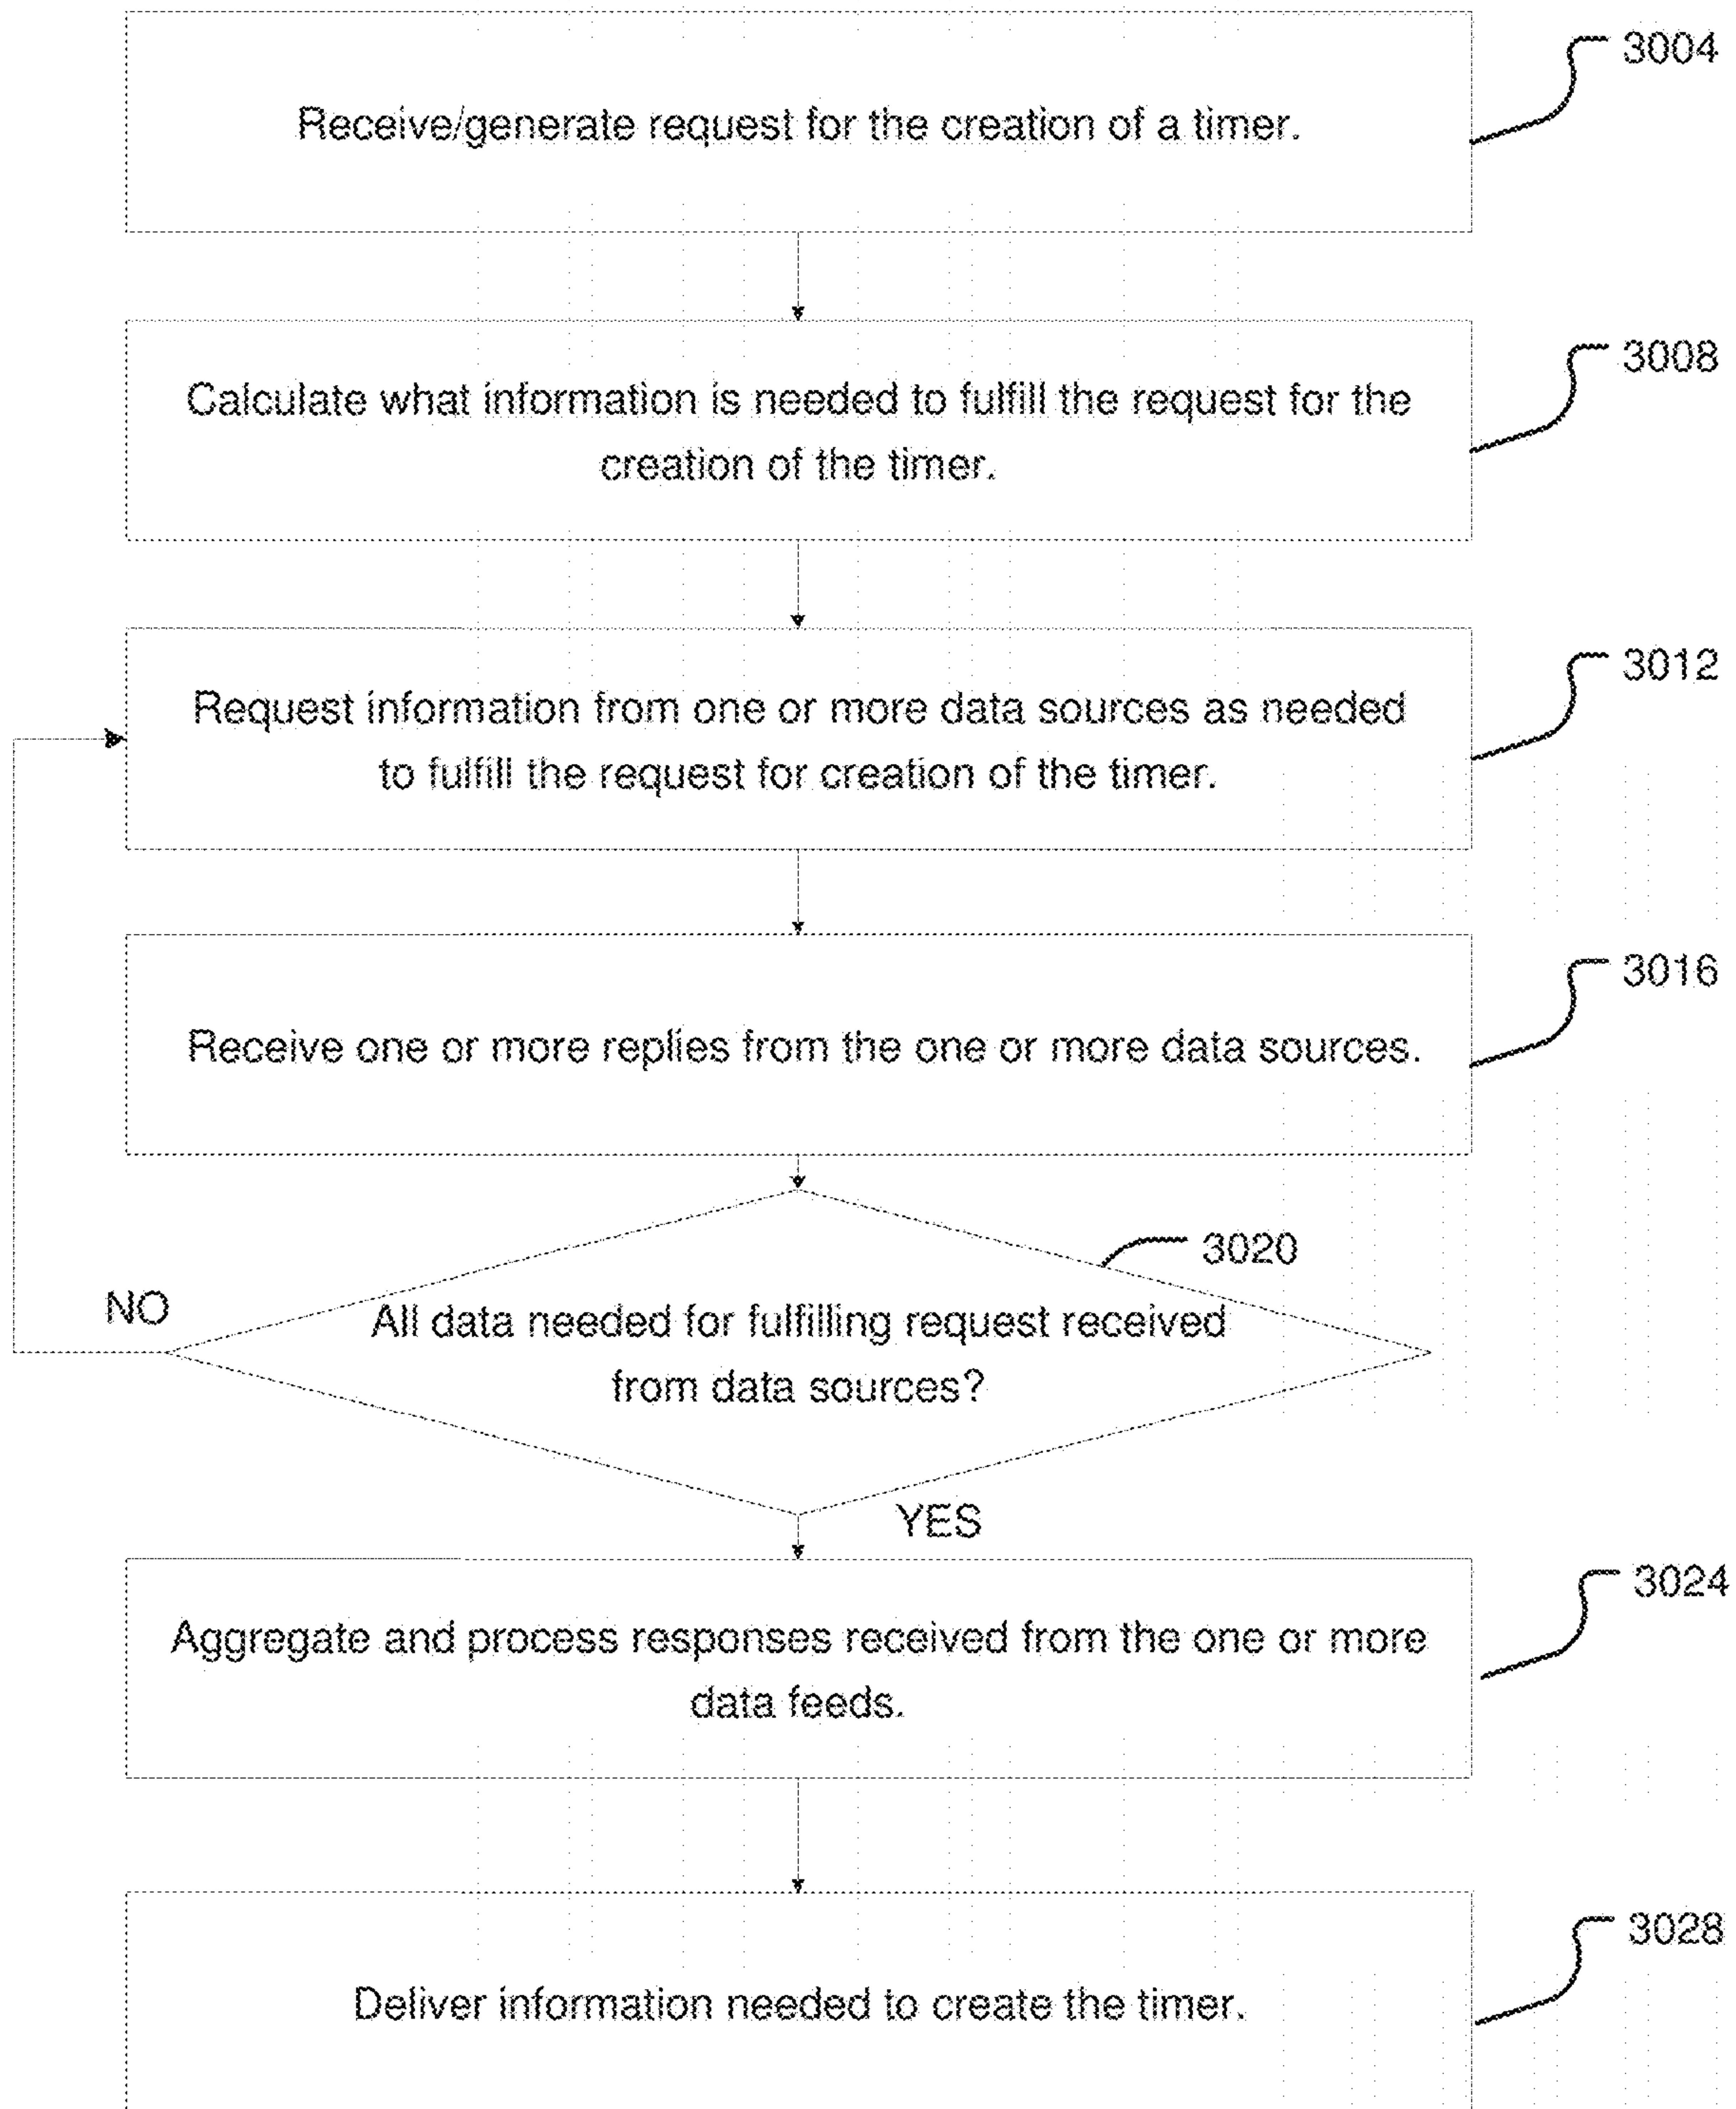 3004
Receive/generate request for the creation of a timer.
3008
Calculate what information is needed to fulfill the request for the
creation of the timer.
3012
Request information from one or more data sources as needed
to fulfill the request for creation of the timer.
3016
Receive one or more replies from the one or more data sources.
3020
NO
All data needed for fulfilling request received
from data sources?
YES
3024
Aggregate and process responses received from the one or more
data feeds.
3028
Deliver information needed to create the timer.